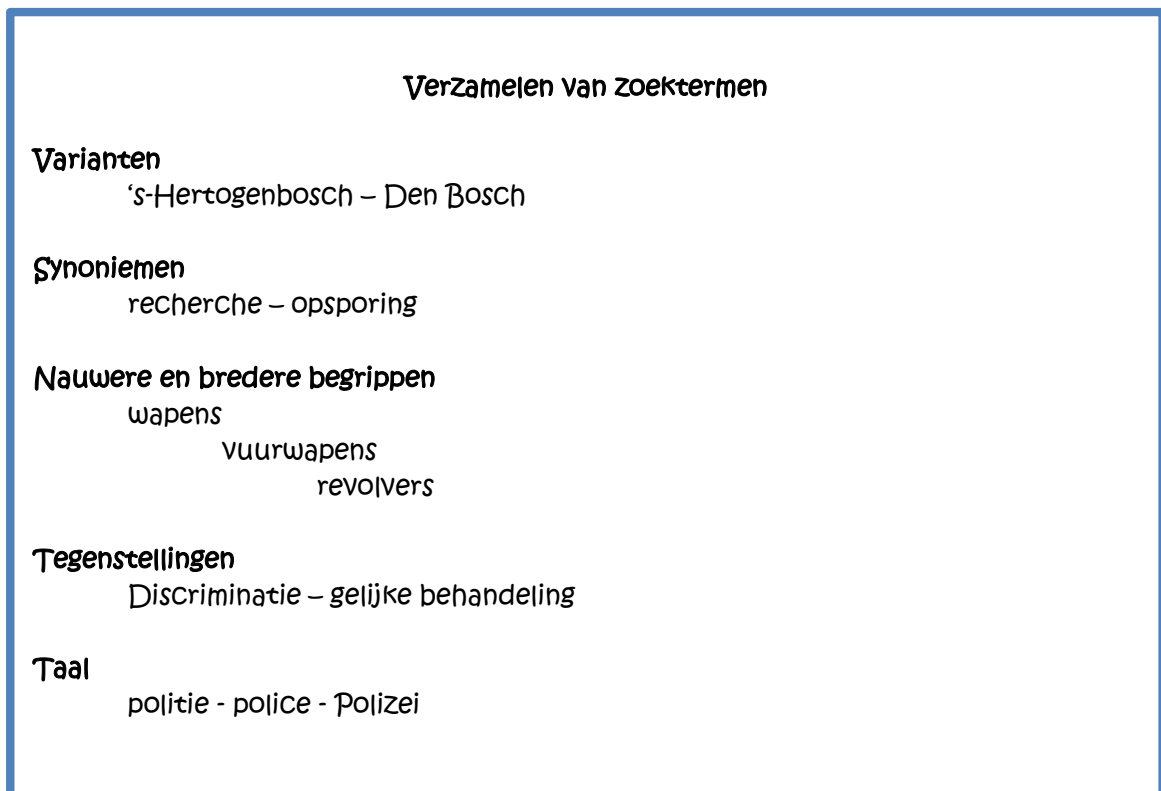 Verzamelen van zoektermen
Varianten
‘s-Hertogenbosch – Den Bosch
Synoniemen
recherche – opsporing
Nauwere en bredere begrippen
wapens
vuurwapens
revolvers
Tegenstellingen
Discriminatie – gelijke behandeling
Taal
politie - police - Polizei